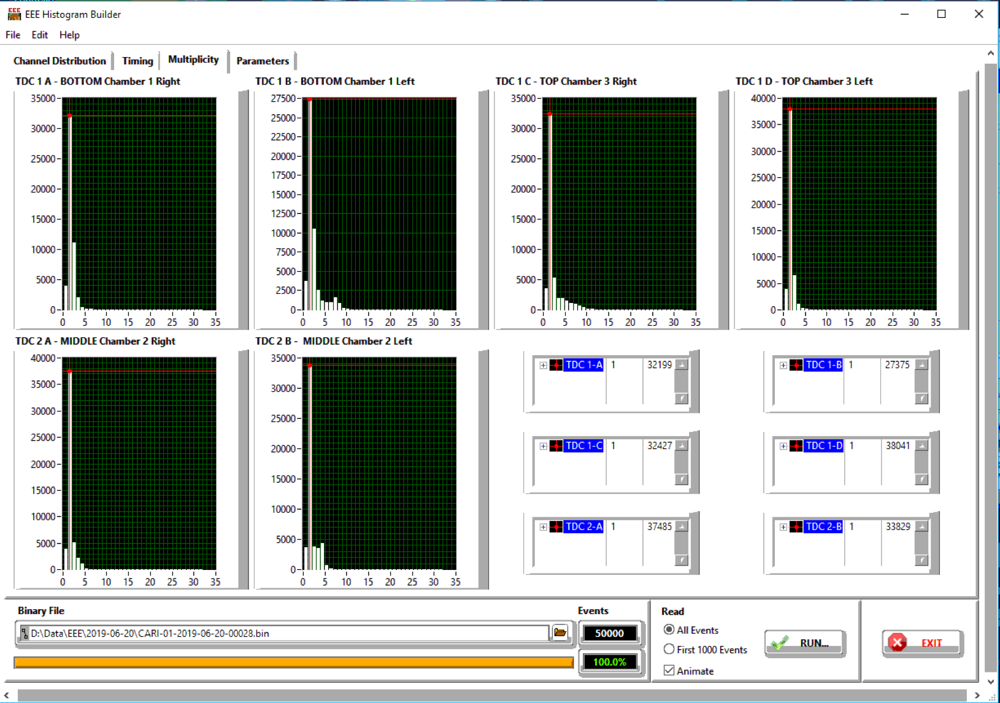 EEE Histogram Builder
File Edit Help
Channel Distribution Timing Multiplicity Parameters
TDC 1 A - BOTTOM Chamber 1 Right
35000
30000
25000
20000
15000
10000
5000
0
0 5 10 15 20 25 30 35
TDC 1 B - BOTTOM Chamber 1 Left
27500
25000
22500
20000
17500
15000
12500
10000
7500
5000
2500
0
0 5 10 15 20 25 30 35
TDC 1 C - TOP Chamber 3 Right
35000
30000
25000
20000
15000
10000
5000
0
0 5 10 15 20 25 30 35
TDC 1 D - TOP Chamber 3 Left
40000
35000
30000
25000
20000
15000
10000
5000
0
0 5 10 15 20 25 30 35
TDC 2 A - MIDDLE Chamber 2 Right
40000
35000
30000
25000
20000
15000
10000
5000
0
0 5 10 15 20 25 30 35
TDC 2 B - MIDDLE Chamber 2 Left
35000
30000
25000
20000
15000
10000
5000
0
0 5 10 15 20 25 30 35
TDC 1-A 1 32199
TDC 1-B 1 27375
TDC 1-C 1 32427
TDC 1-D 1 38041
TDC 2-A 1 37485
TDC 2-B 1 33829
Binary File
D:\Data\EEE\2019-06-20\CARI-01-2019-06-20-00028.bin
Events
50000
100.0%
Read
All Events
First 1000 Events
Animate
RUN...
EXIT